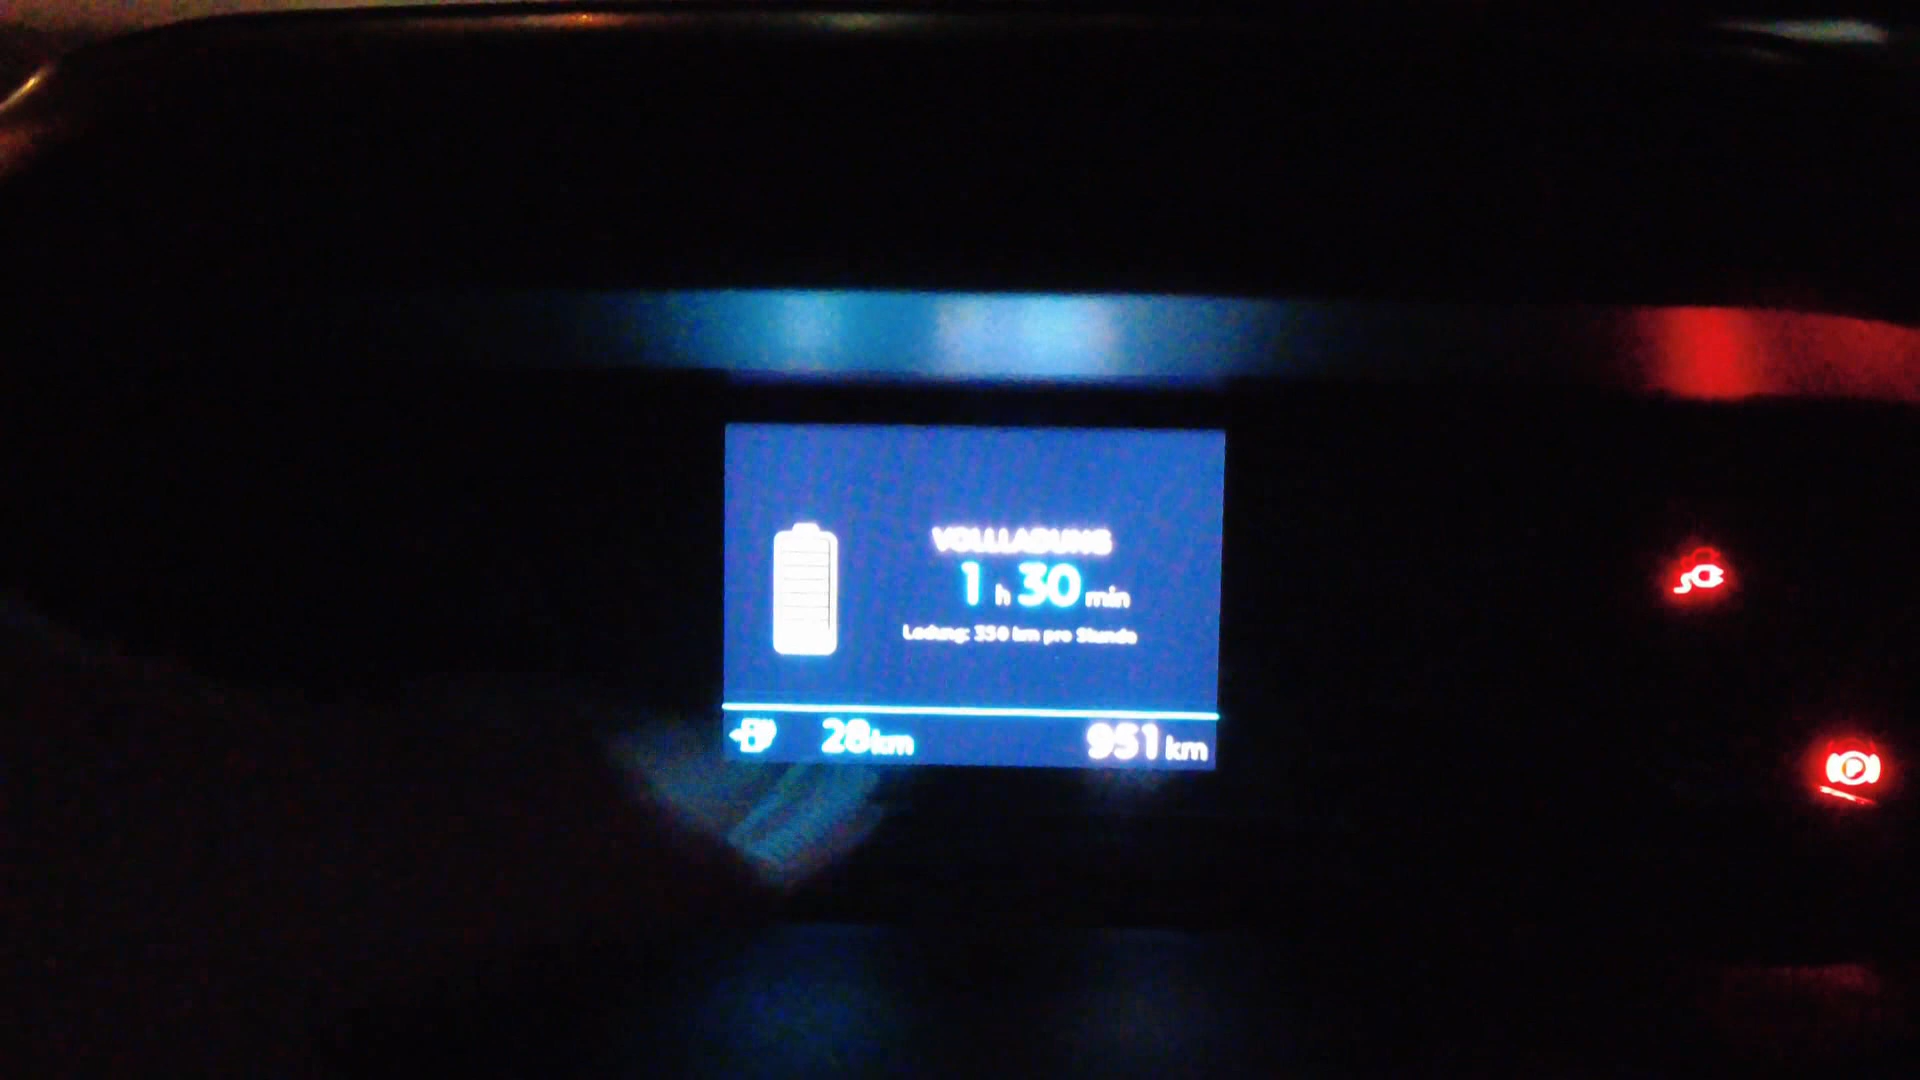 VOLLLADUNG
1 h 30 min
Ladung: 350 km pro Stunde
28 km 951 km
P